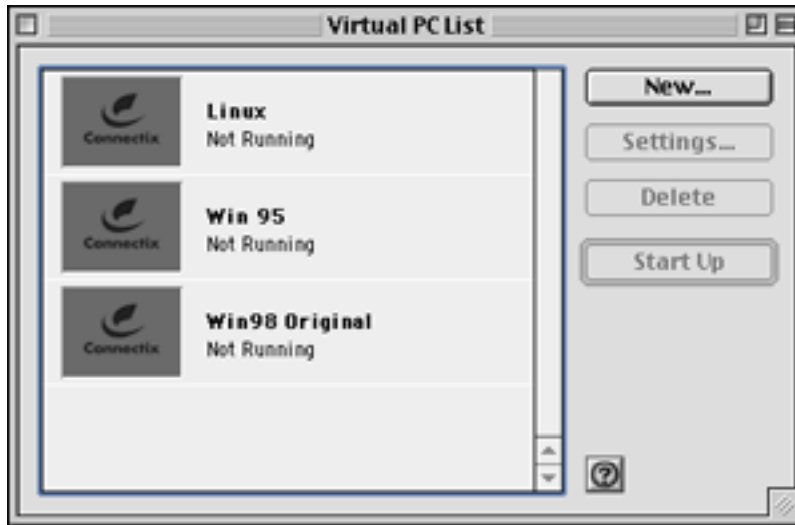 Virtual PC List
Connectix
Linux
Not Running
Connectix
Win 95
Not Running
Connectix
Win98 Original
Not Running
New...
Settings...
Delete
Start Up
?